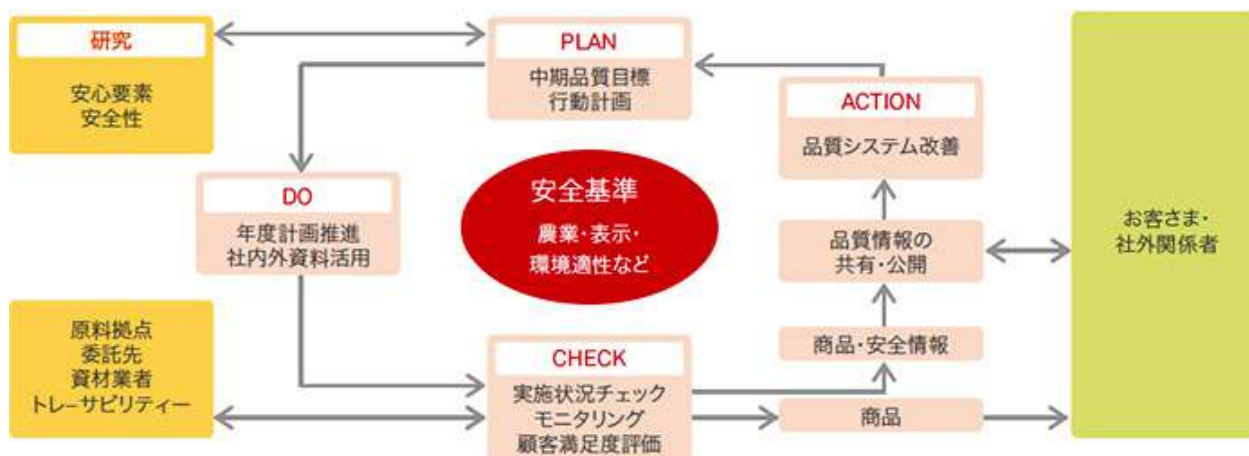 研究
安心要素
安全性
PLAN
中期品質目標
行動計画
ACTION
品質システム改善
DO
年度計画推進
社内外資料活用
安全基準
農業・表示・
環境適性など
品質情報の
共有・公開
お客さま・
社外関係者
原料拠点
委託先
資材業者
トレーサビリティー
CHECK
実施状況チェック
モニタリング
顧客満足度評価
商品・安全情報
商品